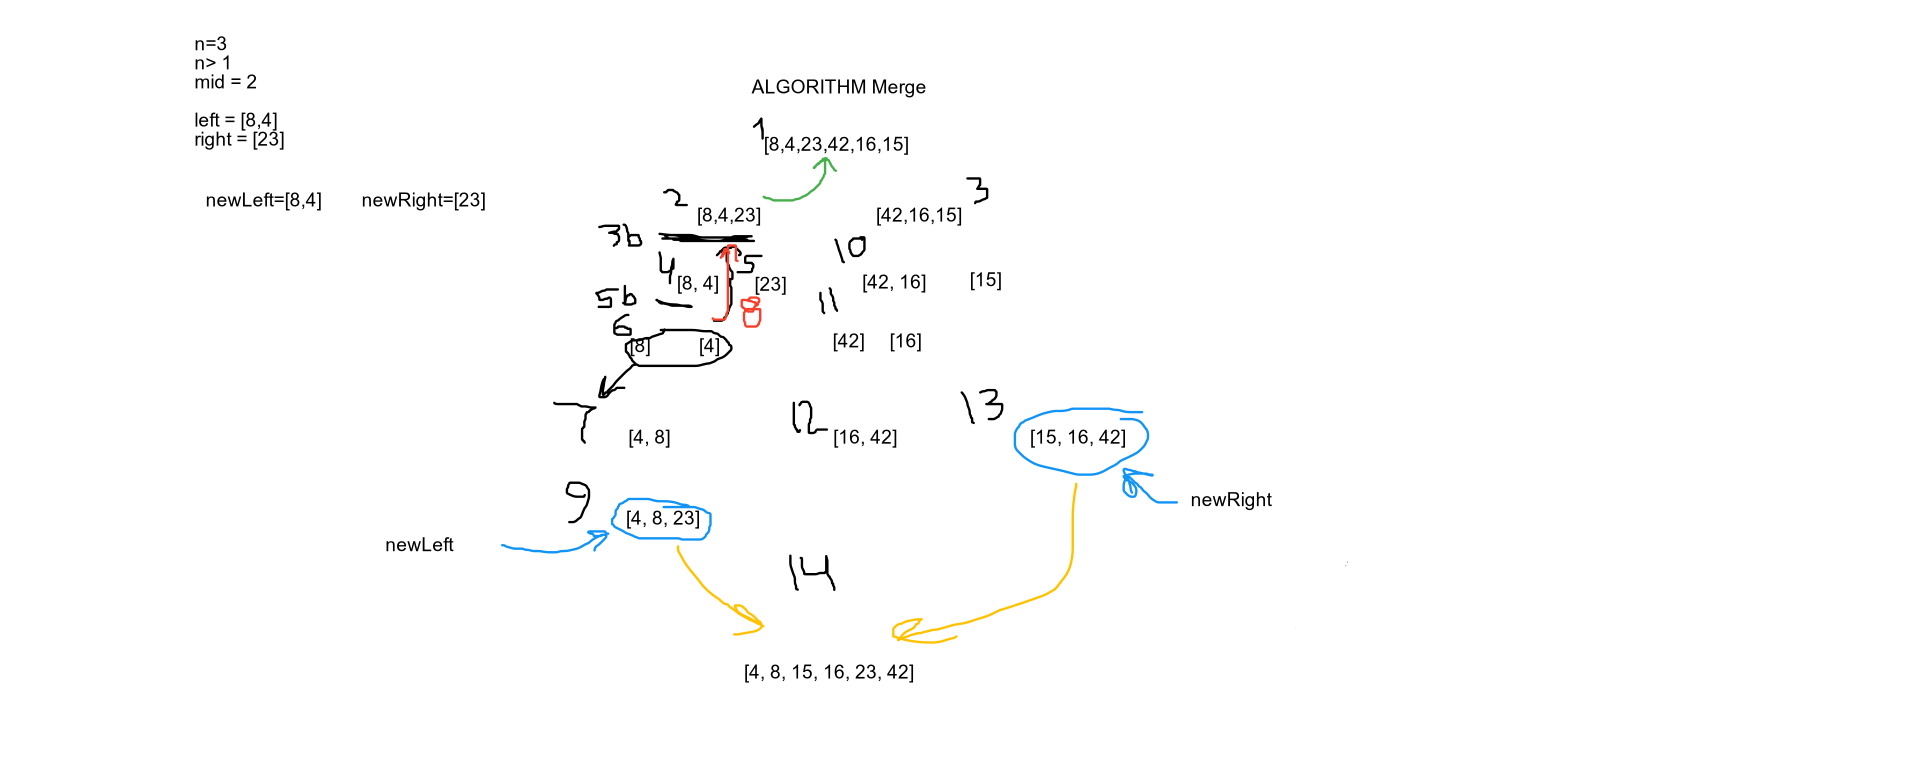 n=3
n> 1
mid = 2
left = [8,4]
right = [23]
newLeft=[8,4] newRight=[23]
ALGORITHM Merge
1
[8,4,23,42,16,15]
2 [8,4,23] [42,16,15] 3
3b
10
4 [8, 4] 5 [23] [42, 16] [15]
5b 8 11
6
[8] [4] [42] [16]
7 [4, 8] 12 [16, 42] 13 [15, 16, 42]
newRight
9 [4, 8, 23]
newLeft
14
[4, 8, 15, 16, 23, 42]